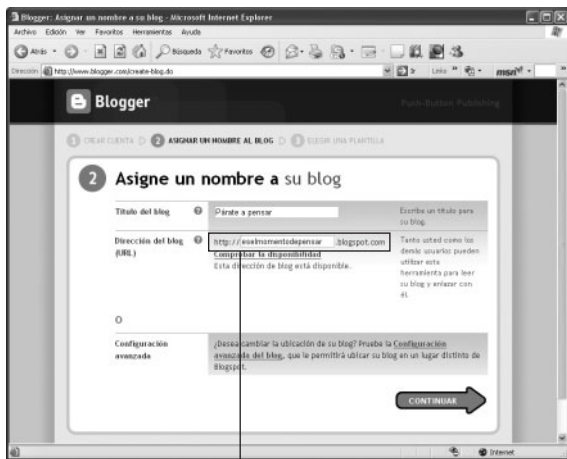 Blogger: Asignar un nombre a su blog - Microsoft Internet Explorer
Archivo Edición Ver Favoritos Herramientas Ayuda
Atrás Búsqueda Favoritos
Dirección http://www.blogger.com/create-blog.do Ir Links msn
Blogger Push-Button Publishing
1 CREAR CUENTA 2 ASIGNAR UN NOMBRE AL BLOG 3 ELEGIR UNA PLANTILLA
2 Asigne un nombre a su blog
Título del blog Párate a pensar Escriba un título para
su blog.
Dirección del blog http:// eselmomentodepensar .blogspot.com Tanto usted como los
(URL) Comprobar la disponibilidad demás usuarios pueden
Esta dirección de blog está disponible. utilizar esta
herramienta para leer
su blog y enlazar con
él.
O
Configuración ¿Desea cambiar la ubicación de su blog? Pruebe la Configuración
avanzada avanzada del blog, que le permitirá ubicar su blog en un lugar distinto de
Blogspot.
CONTINUAR
Internet